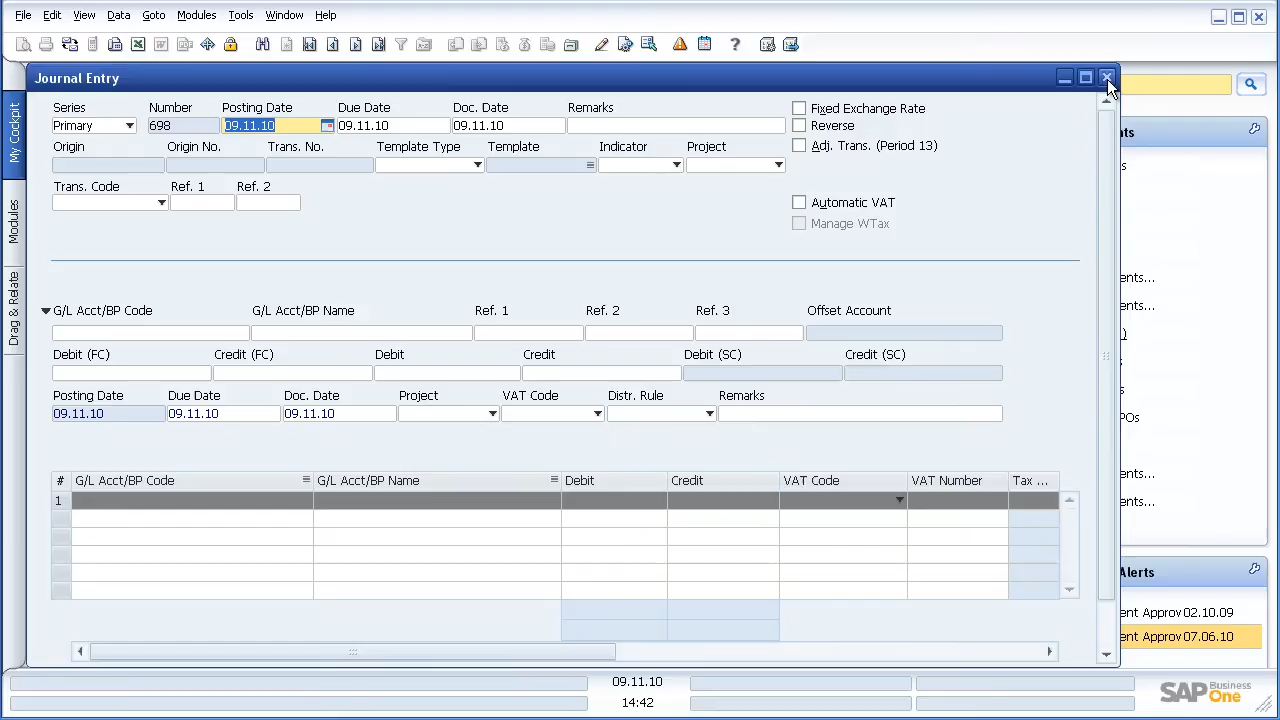 File Edit View Data Goto Modules Tools Window Help
Journal Entry
Series Number Posting Date Due Date Doc. Date Remarks
Primary 698 09.11.10 09.11.10 09.11.10
Fixed Exchange Rate
Reverse
Origin Origin No. Trans. No. Template Type Template Indicator Project
Adj. Trans. (Period 13)
Trans. Code Ref. 1 Ref. 2
Automatic VAT
Manage WTax
My Cockpit
Modules
Drag & Relate
G/L Acct/BP Code G/L Acct/BP Name Ref. 1 Ref. 2 Ref. 3 Offset Account
Debit (FC) Credit (FC) Debit Credit Debit (SC) Credit (SC)
Posting Date Due Date Doc. Date Project VAT Code Distr. Rule Remarks
09.11.10 09.11.10 09.11.10
# G/L Acct/BP Code G/L Acct/BP Name Debit Credit VAT Code VAT Number Tax ...
1
nts
s
ents...
ents...
)
s
POs
ents...
ents...
Alerts
ent Approv 02.10.09
ent Approv 07.06.10
09.11.10
14:42
SAP Business One